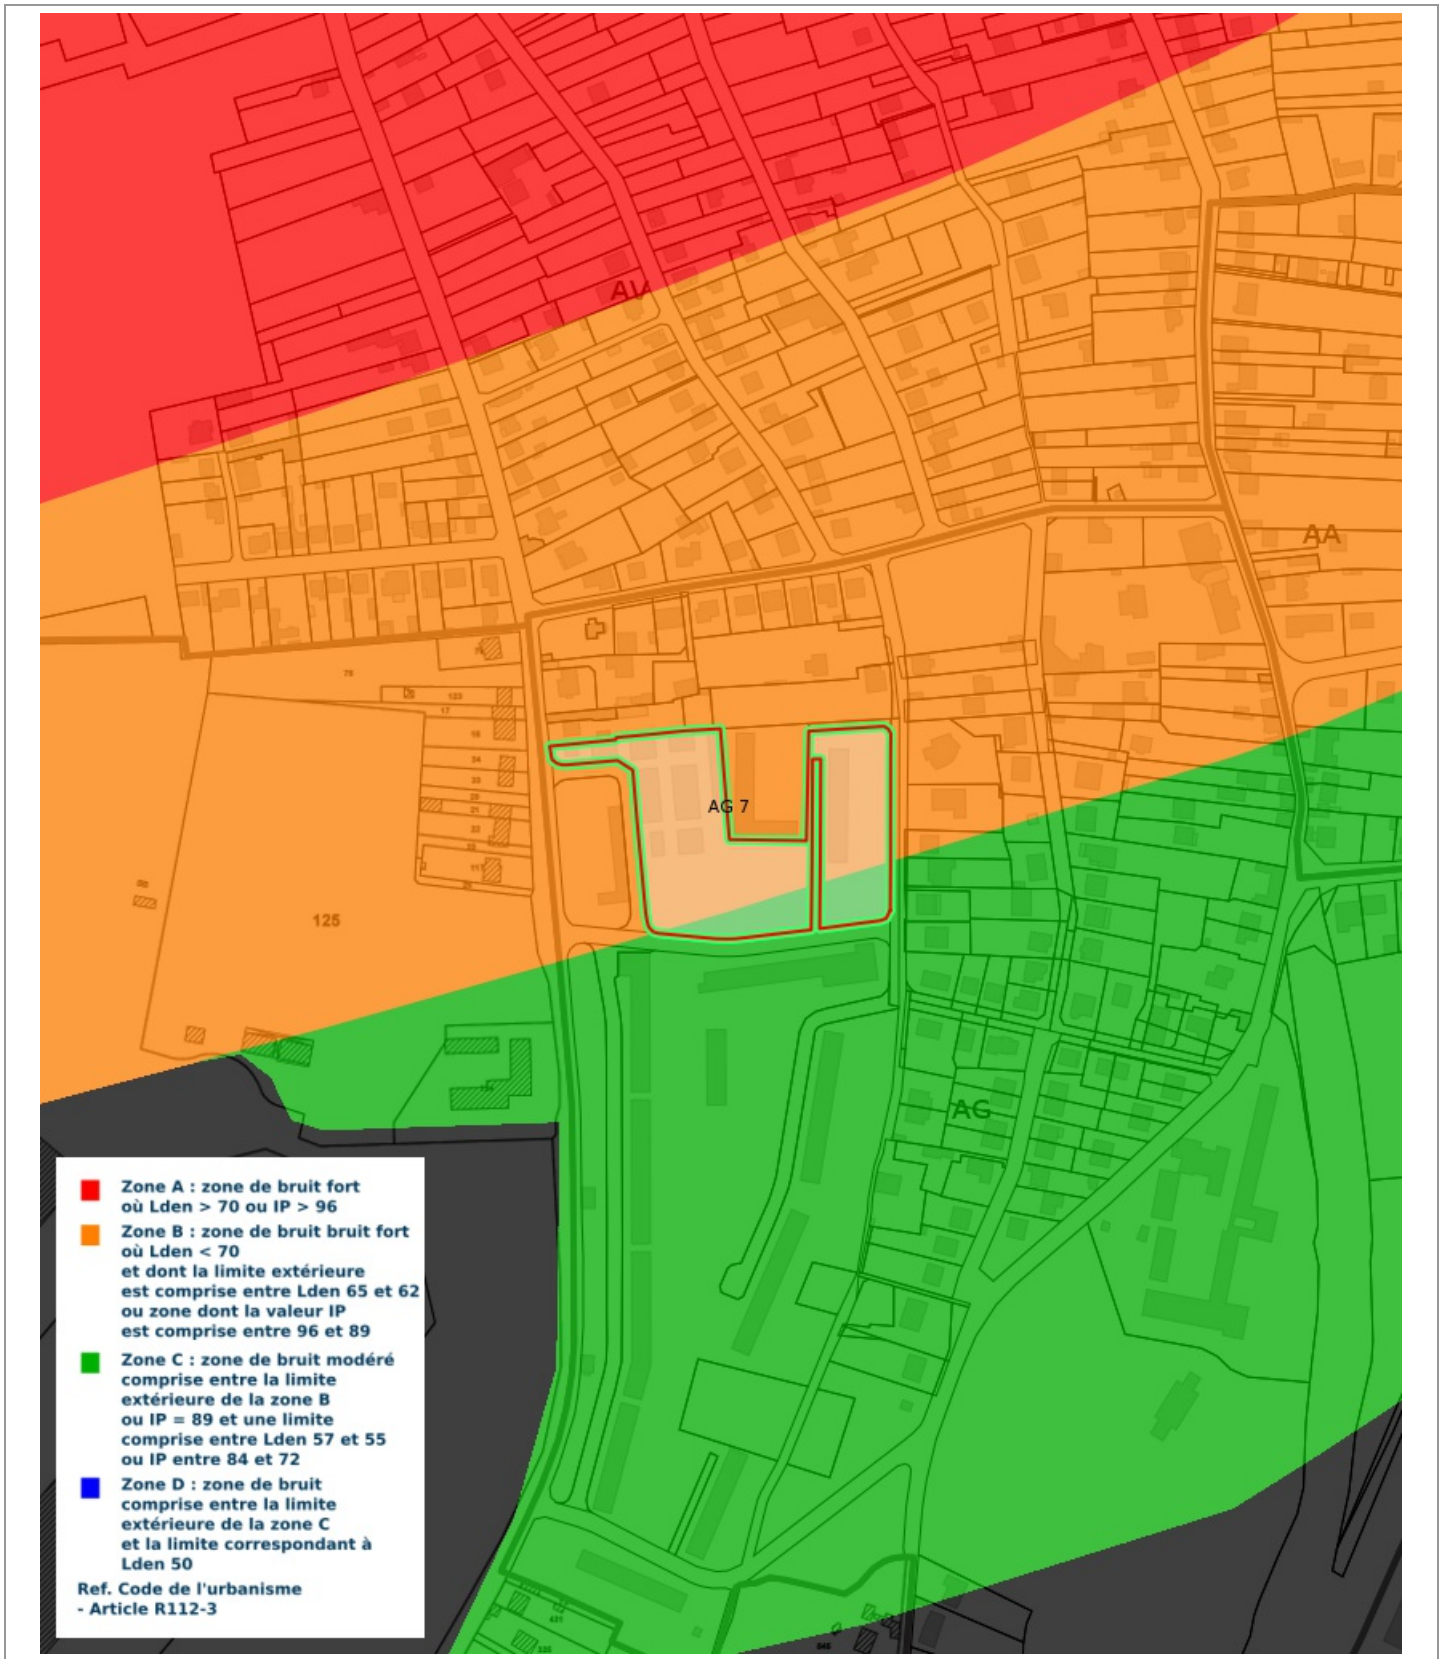 AV
AA
76
123
17
125
AG 7
AG
Zone A : zone de bruit fort
où Lden > 70 ou IP > 96
Zone B : zone de bruit bruit fort
où Lden < 70
et dont la limite extérieure
est comprise entre Lden 65 et 62
ou zone dont la valeur IP
est comprise entre 96 et 89
Zone C : zone de bruit modéré
comprise entre la limite
extérieure de la zone B
ou IP = 89 et une limite
comprise entre Lden 57 et 55
ou IP entre 84 et 72
Zone D : zone de bruit
comprise entre la limite
extérieure de la zone C
et la limite correspondant à
Lden 50
Ref. Code de l'urbanisme
- Article R112-3